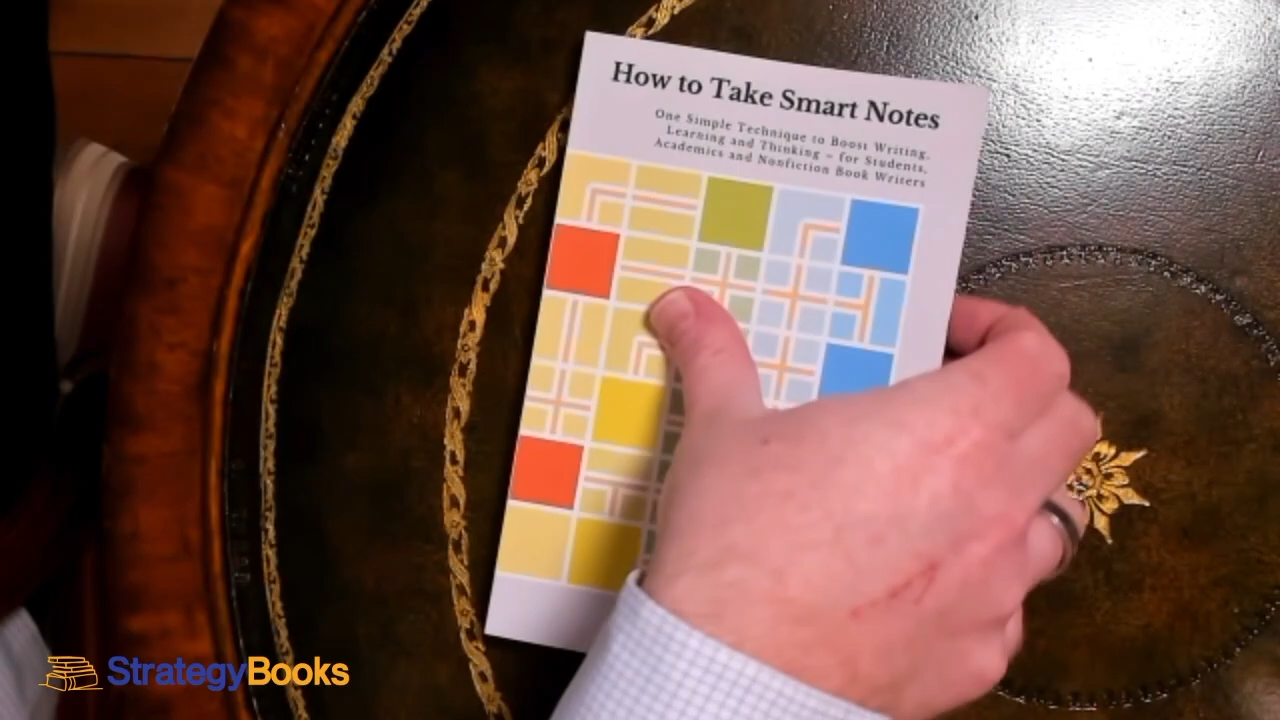 How to Take Smart Notes
One Simple Technique to Boost Writing,
Learning and Thinking – for Students,
Academics and Nonfiction Book Writers
StrategyBooks